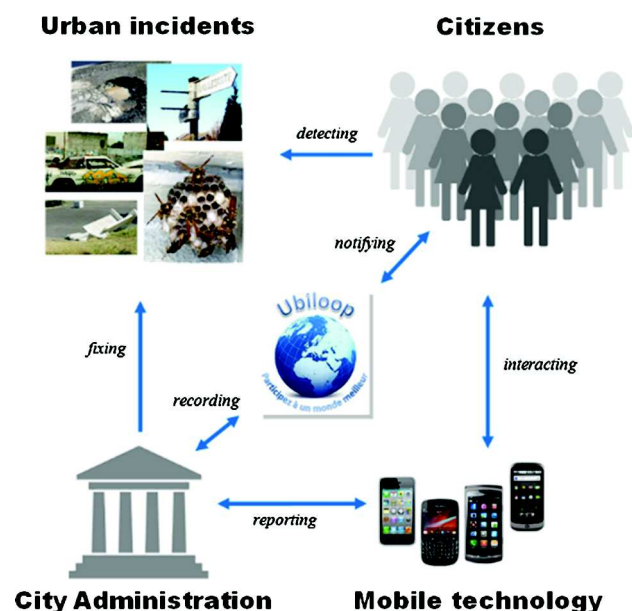 Urban incidents
Citizens
detecting
notifying
Ubiloop
Participez à un monde meilleur
fixing
recording
interacting
reporting
City Administration
Mobile technology